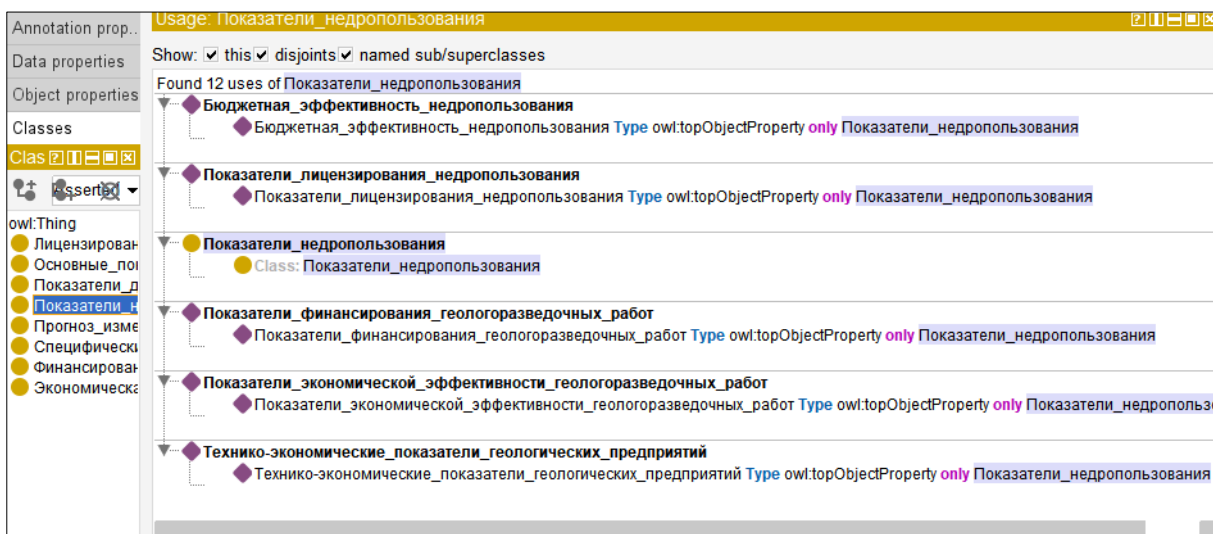 Annotation prop..
Usage: Показатели_недропользования
Data properties
Show: this disjoints named sub/superclasses
Object properties
Found 12 uses of Показатели_недропользования
Classes
Бюджетная_эффективность_недропользования
Бюджетная_эффективность_недропользования Type owl:topObjectProperty only Показатели_недропользования
Clas
Показатели_лицензирования_недропользования
Asserted
Показатели_лицензирования_недропользования Type owl:topObjectProperty only Показатели_недропользования
owl:Thing
Лицензирован
Показатели_недропользования
Основные_пок
Class: Показатели_недропользования
Показатели_д
Показатели_н
Показатели_финансирования_геологоразведочных_работ
Прогноз_изме
Показатели_финансирования_геологоразведочных_работ Type owl:topObjectProperty only Показатели_недропользования
Специфически
Финансирован
Показатели_экономической_эффективности_геологоразведочных_работ
Экономическа
Показатели_экономической_эффективности_геологоразведочных_работ Type owl:topObjectProperty only Показатели_недропольз
Технико-экономические_показатели_геологических_предприятий
Технико-экономические_показатели_геологических_предприятий Type owl:topObjectProperty only Показатели_недропользования